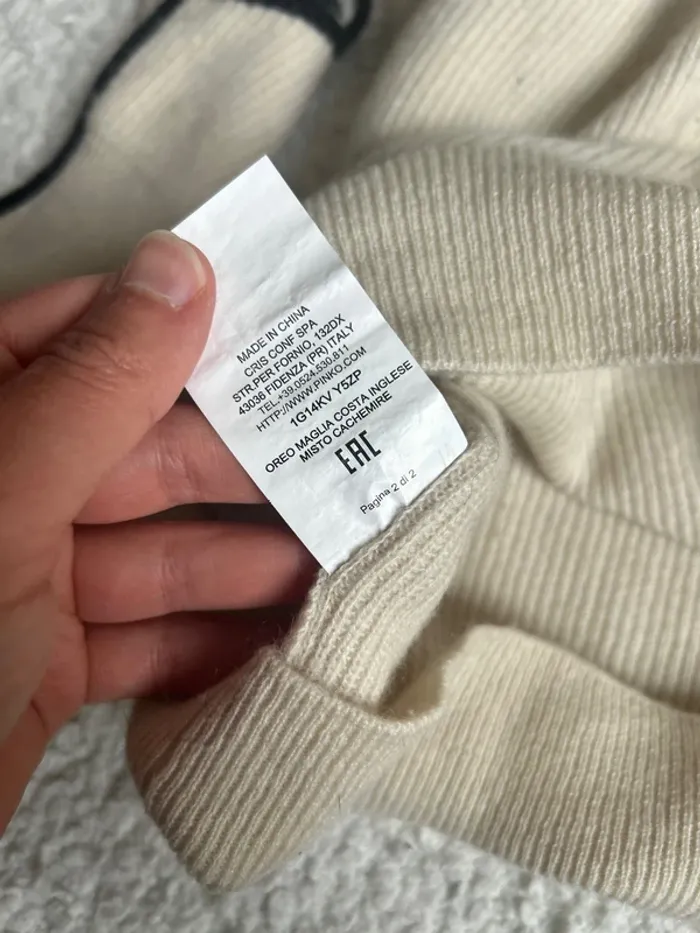 MADE IN CHINA
CRIS CONF SPA
STR.PER FORNIO, 132DX
43036 FIDENZA (PR) ITALY
TEL.+39.0524.530.811
HTTP://WWW.PINKO.COM
1G14KV Y5ZP
OREO MAGLIA COSTA INGLESE
MISTO CACHEMIRE
EAC
Pagina 2 di 2